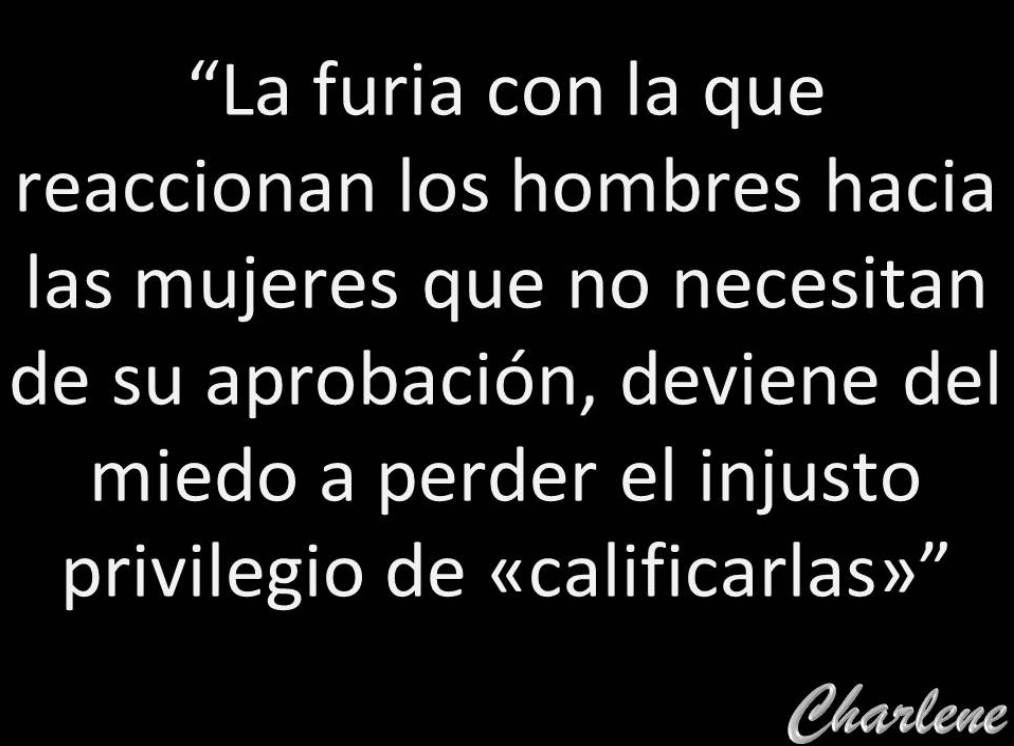 “La furia con la que
reaccionan los hombres hacia
las mujeres que no necesitan
de su aprobación, deviene del
miedo a perder el injusto
privilegio de «calificarlas»”
Charlene